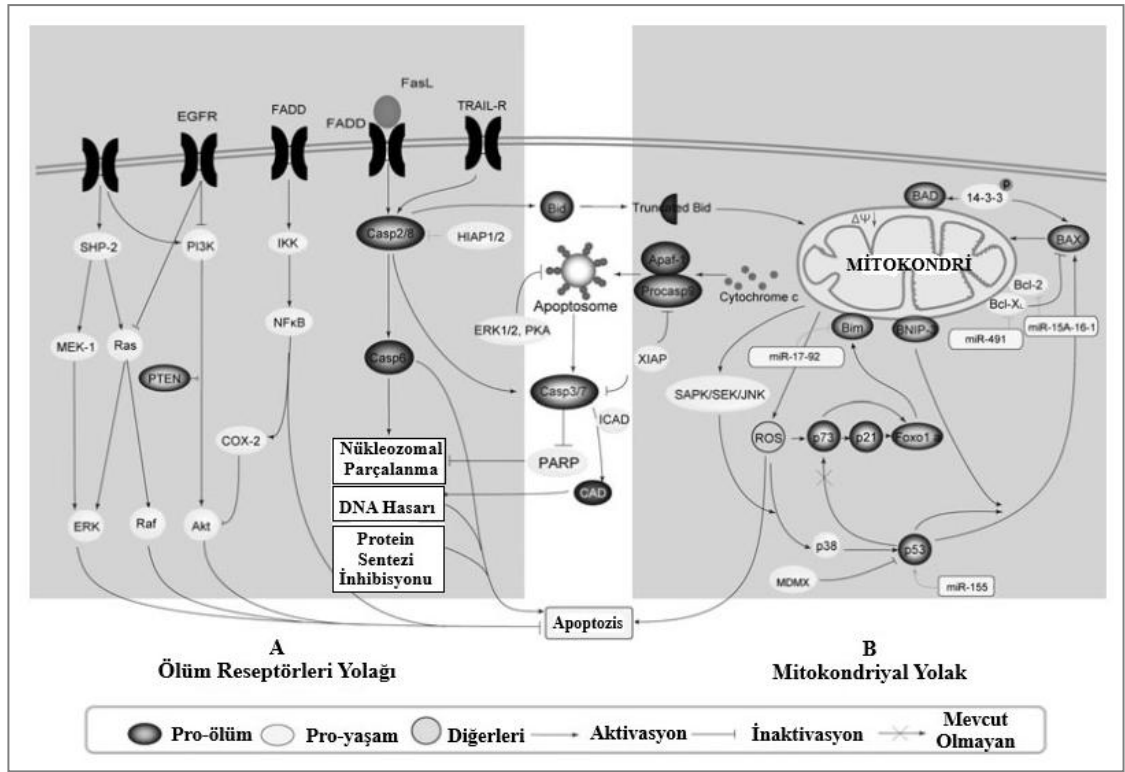 FasL
EGFR
FADD
FADD
TRAIL-R
SHP-2
PI3K
IKK
Casp2/8
HIAP1/2
Bid
Truncated Bid
BAD
14-3-3
P
ΔΨ↓
BAX
MİTOKONDRİ
Apaf-1
Procasp9
Cytochrome c
Apoptosome
ERK1/2, PKA
Bcl-2
Bcl-XL
miR-15A-16-1
miR-491
Bim
BNIP-3
miR-17-92
NFκB
MEK-1
Ras
PTEN
Casp6
XIAP
Casp3/7
ICAD
SAPK/SEK/JNK
COX-2
ROS
p73
p21
Foxo1
Nükleozomal
Parçalanma
PARP
CAD
DNA Hasarı
ERK
Raf
Akt
Protein
Sentezi
İnhibisyonu
p38
p53
MDMX
miR-155
Apoptozis
A
Ölüm Reseptörleri Yolağı
B
Mitokondriyal Yolak
Pro-ölüm
Pro-yaşam
Diğerleri
Aktivasyon
İnaktivasyon
Mevcut
Olmayan